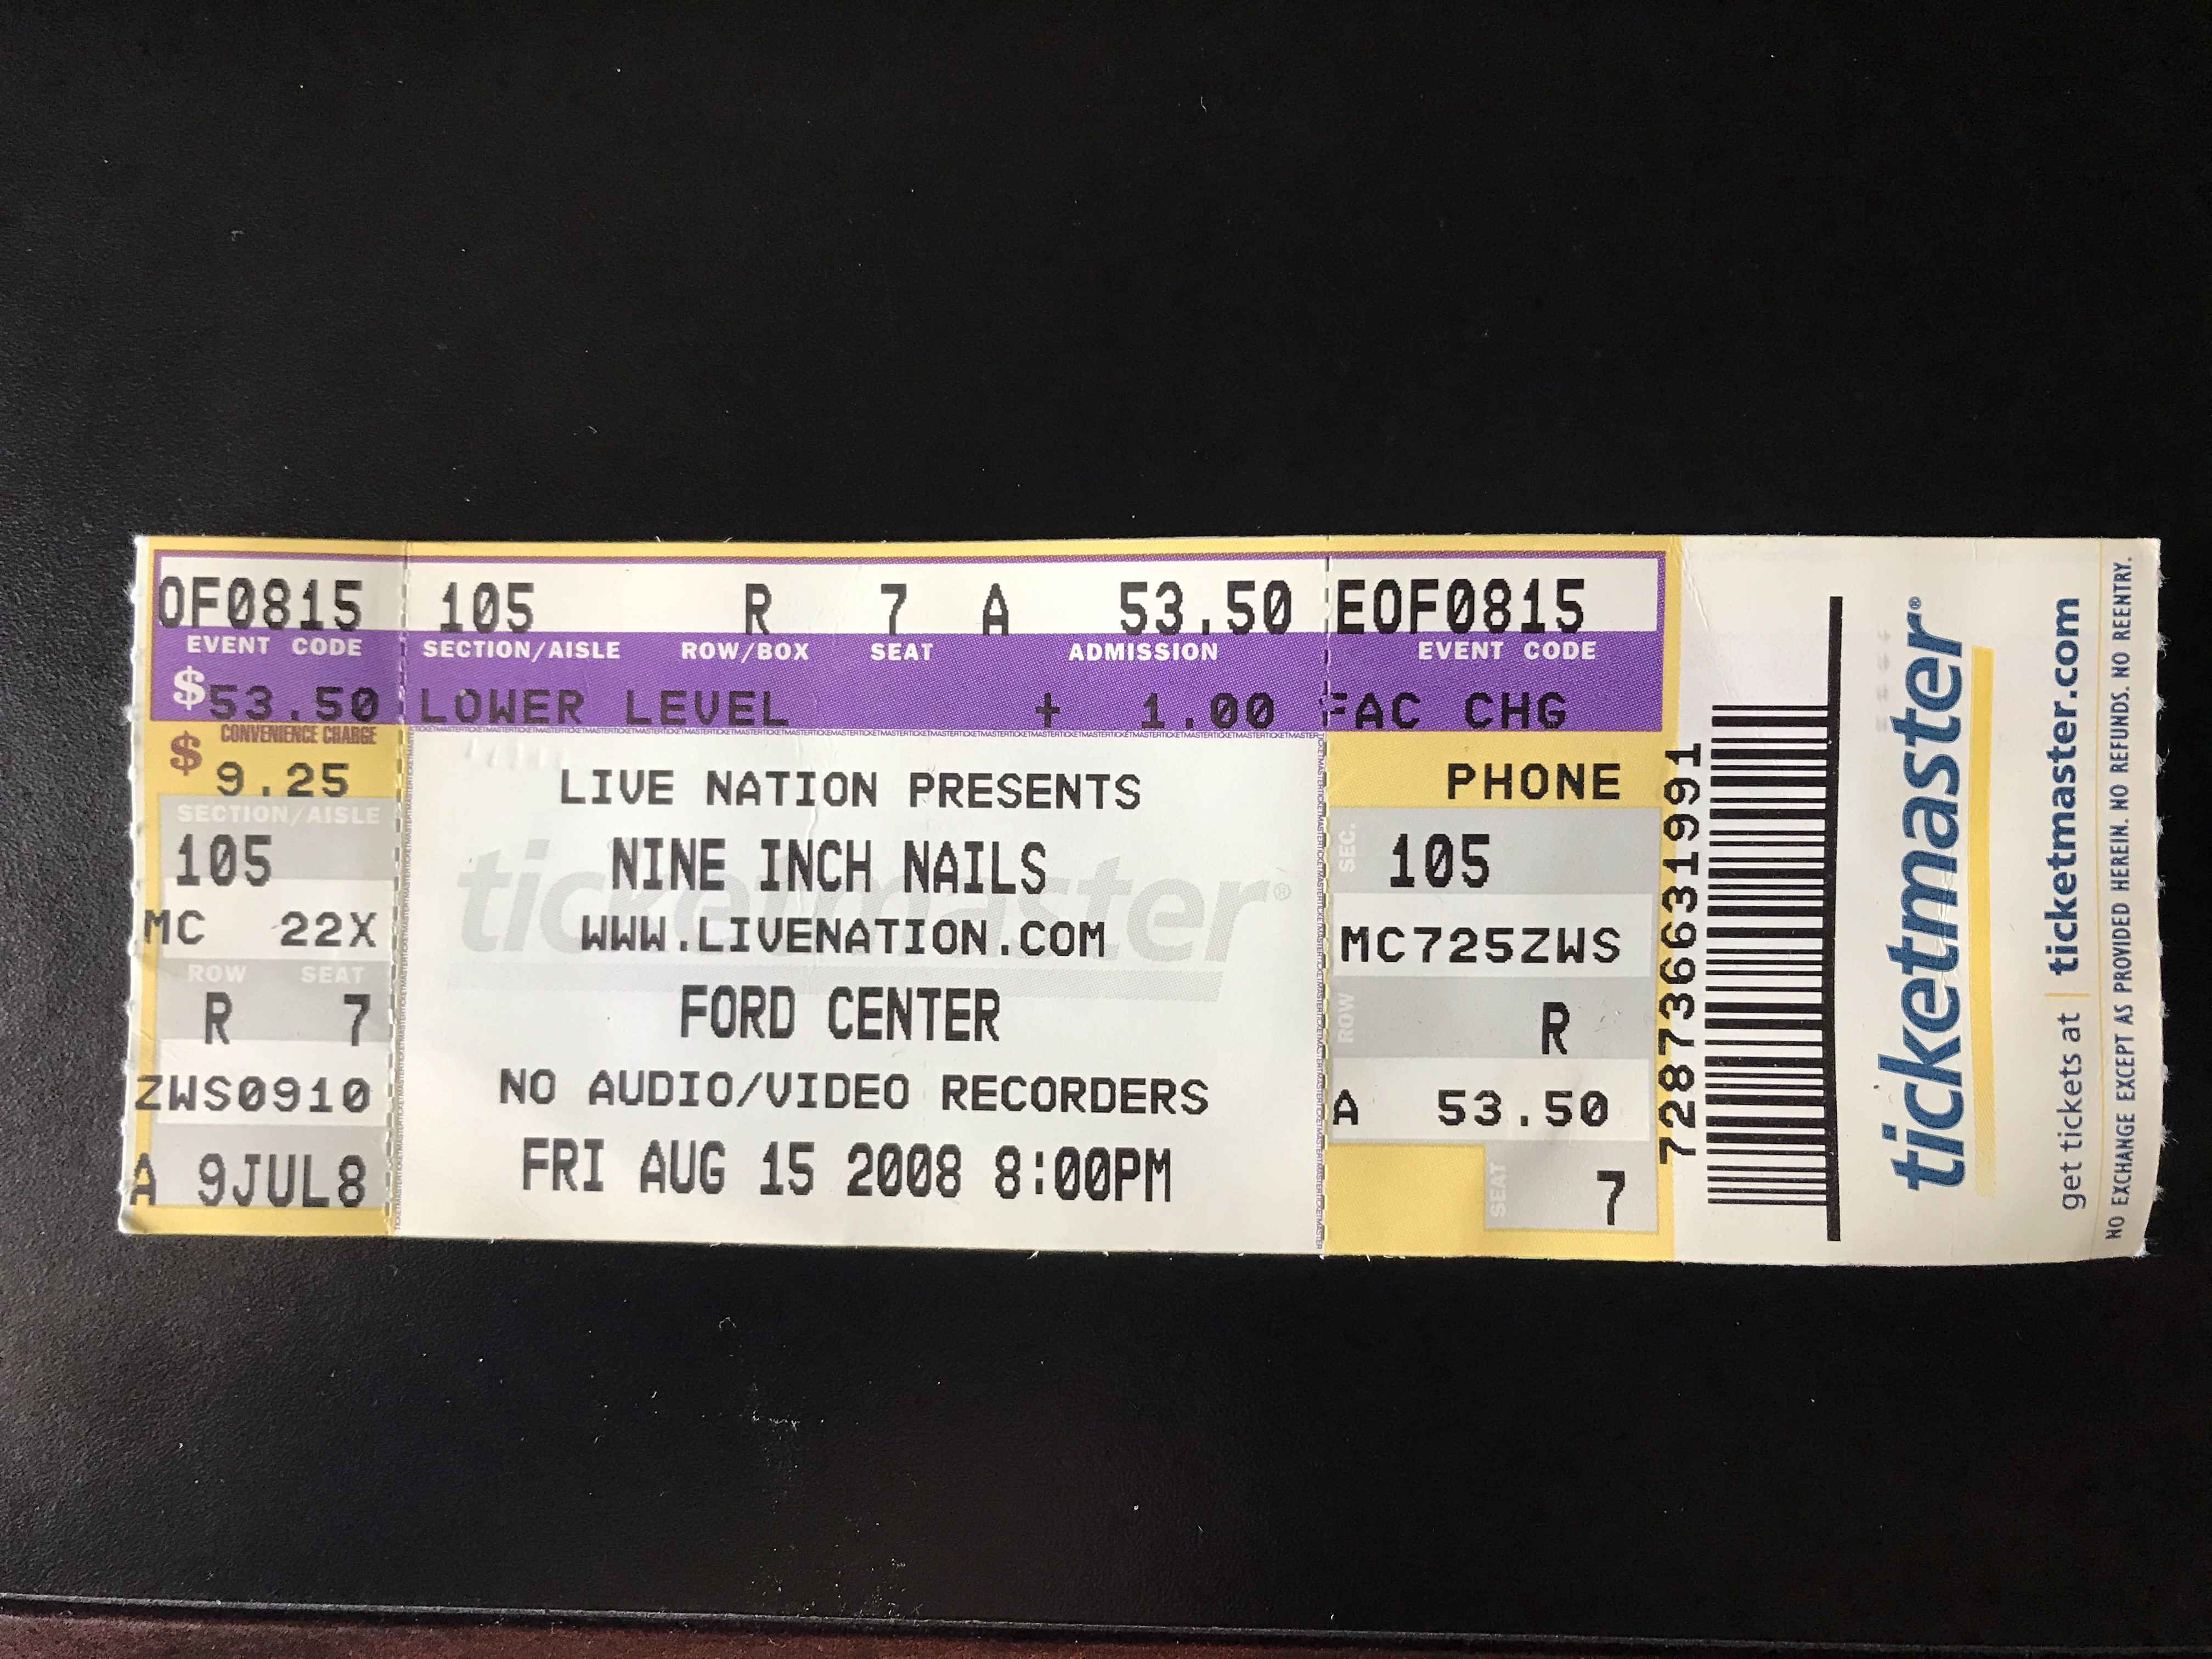 OF0815 105 R 7 A 53.50 EOF0815
EVENT CODE SECTION/AISLE ROW/BOX SEAT ADMISSION EVENT CODE
$53.50 LOWER LEVEL + 1.00 FAC CHG
CONVENIENCE CHARGE
$ 9.25
SECTION/AISLE
105
MC 22X
ROW SEAT
R 7
ZWS0910
A 9JUL8
LIVE NATION PRESENTS
NINE INCH NAILS
ticketmaster®
WWW.LIVENATION.COM
FORD CENTER
NO AUDIO/VIDEO RECORDERS
FRI AUG 15 2008 8:00PM
PHONE
SEC. 105
MC725ZWS
ROW R
A 53.50
SEAT 7
728736631991
ticketmaster®
get tickets at | ticketmaster.com
NO EXCHANGE EXCEPT AS PROVIDED HEREIN. NO REFUNDS. NO REENTRY.